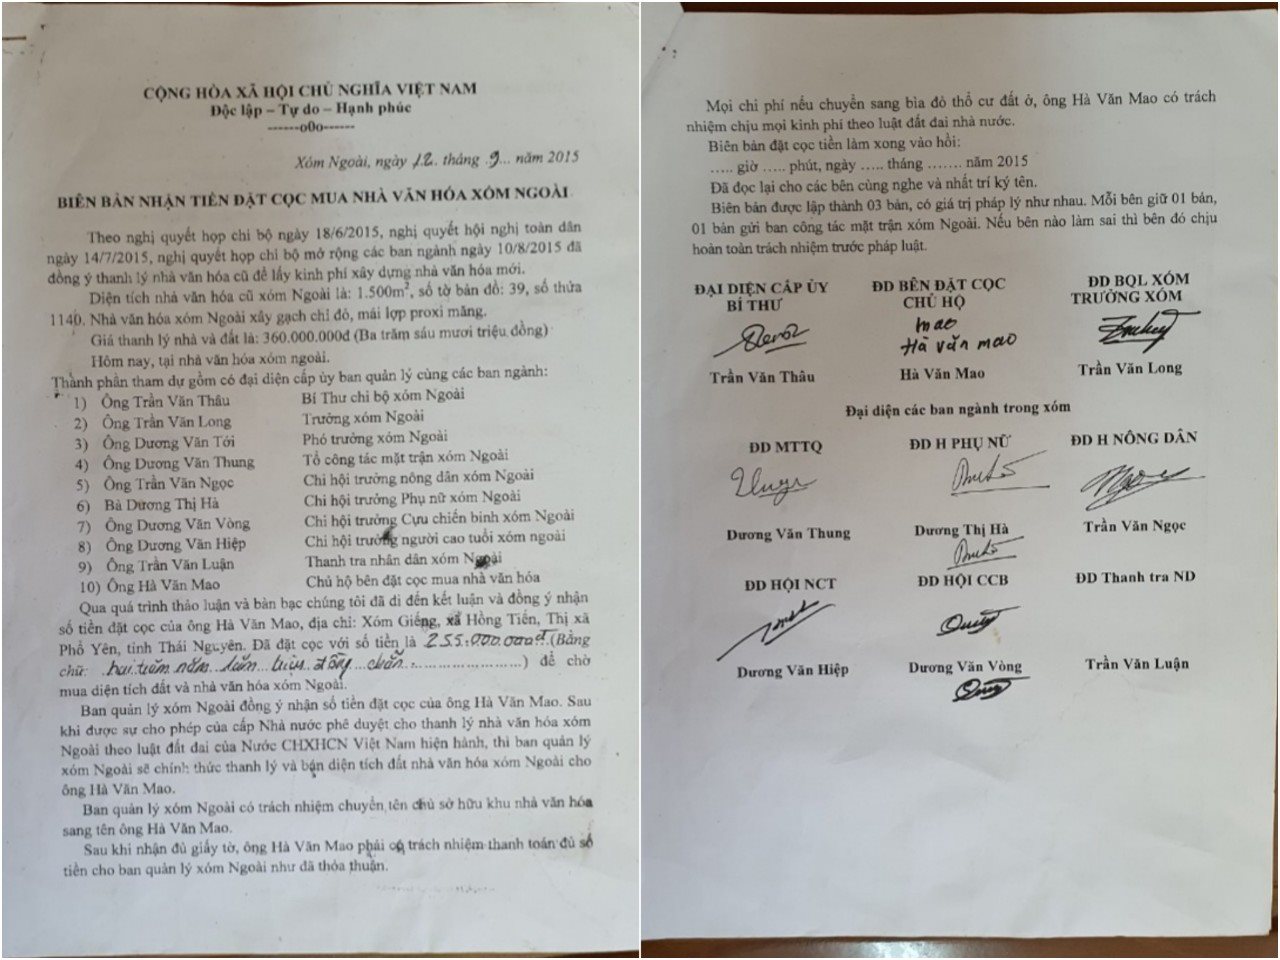 CỘNG HÒA XÃ HỘI CHỦ NGHĨA VIỆT NAM
Độc lập – Tự do – Hạnh phúc
------o0o------
Xóm Ngoài, ngày 12. tháng .9... năm 2015
BIÊN BẢN NHẬN TIỀN ĐẶT CỌC MUA NHÀ VĂN HÓA XÓM NGOÀI
Theo nghị quyết họp chi bộ ngày 18/6/2015, nghị quyết hội nghị toàn dân
ngày 14/7/2015, nghị quyết họp chi bộ mở rộng các ban ngành ngày 10/8/2015 đã
đồng ý thanh lý nhà văn hóa cũ để lấy kinh phí xây dựng nhà văn hóa mới.
Diện tích nhà văn hóa cũ xóm Ngoài là: 1.500m², số tờ bản đồ: 39, số thửa
1140. Nhà văn hóa xóm Ngoài xây gạch chỉ đỏ, mái lợp proxi măng.
Giá thanh lý nhà và đất là: 360.000.000đ (Ba trăm sáu mươi triệu đồng)
Hôm nay, tại nhà văn hóa xóm ngoài.
Thành phần tham dự gồm có đại diện cấp ủy ban quản lý cùng các ban ngành:
1) Ông Trần Văn Thâu Bí Thư chi bộ xóm Ngoài
2) Ông Trần Văn Long Trưởng xóm Ngoài
3) Ông Dương Văn Tới Phó trưởng xóm Ngoài
4) Ông Dương Văn Thung Tổ công tác mặt trận xóm Ngoài
5) Ông Trần Văn Ngọc Chi hội trưởng nông dân xóm Ngoài
6) Bà Dương Thị Hà Chi hội trưởng Phụ nữ xóm Ngoài
7) Ông Dương Văn Vòng Chi hội trưởng Cựu chiến binh xóm Ngoài
8) Ông Dương Văn Hiệp Chi hội trưởng người cao tuổi xóm ngoài
9) Ông Trần Văn Luận Thanh tra nhân dân xóm Ngoài
10) Ông Hà Văn Mao Chủ hộ bên đặt cọc mua nhà văn hóa
Qua quá trình thảo luận và bàn bạc chúng tôi đã đi đến kết luận và đồng ý nhận
số tiền đặt cọc của ông Hà Văn Mao, địa chỉ: Xóm Giếng, xã Hồng Tiến, Thị xã
Phổ Yên, tỉnh Thái Nguyên. Đã đặt cọc với số tiền là 255.000.000đ.(Bằng
chữ: hai trăm năm lăm triệu đồng chẵn....................) để chờ
mua diện tích đất và nhà văn hóa xóm Ngoài.
Ban quản lý xóm Ngoài đồng ý nhận số tiền đặt cọc của ông Hà Văn Mao. Sau
khi được sự cho phép của cấp Nhà nước phê duyệt cho thanh lý nhà văn hóa xóm
Ngoài theo luật đất đai của Nước CHXHCN Việt Nam hiện hành, thì ban quản lý
xóm Ngoài sẽ chính thức thanh lý và bán diện tích đất nhà văn hóa xóm Ngoài cho
ông Hà Văn Mao.
Ban quản lý xóm Ngoài có trách nhiệm chuyển tên chủ sở hữu khu nhà văn hóa
sang tên ông Hà Văn Mao.
Sau khi nhận đủ giấy tờ, ông Hà Văn Mao phải có trách nhiệm thanh toán đủ số
tiền cho ban quản lý xóm Ngoài như đã thỏa thuận.
Mọi chi phí nếu chuyển sang bìa đỏ thổ cư đất ở, ông Hà Văn Mao có trách
nhiệm chịu mọi kinh phí theo luật đất đai nhà nước.
Biên bản đặt cọc tiền làm xong vào hồi:
..... giờ ..... phút, ngày ..... tháng ....... năm 2015
Đã đọc lại cho các bên cùng nghe và nhất trí ký tên.
Biên bản được lập thành 03 bản, có giá trị pháp lý như nhau. Mỗi bên giữ 01 bản,
01 bản gửi ban công tác mặt trận xóm Ngoài. Nếu bên nào làm sai thì bên đó chịu
hoàn toàn trách nhiệm trước pháp luật.
ĐẠI DIỆN CẤP ỦY ĐD BÊN ĐẶT CỌC ĐD BQL XÓM
BÍ THƯ CHỦ HỘ TRƯỞNG XÓM
mao
Hà văn mao
Trần Văn Thâu Hà Văn Mao Trần Văn Long
Đại diện các ban ngành trong xóm
ĐD MTTQ ĐD H PHỤ NỮ ĐD H NÔNG DÂN
Dương Văn Thung Dương Thị Hà Trần Văn Ngọc
ĐD HỘI NCT ĐD HỘI CCB ĐD Thanh tra ND
Dương Văn Hiệp Dương Văn Vòng Trần Văn Luận